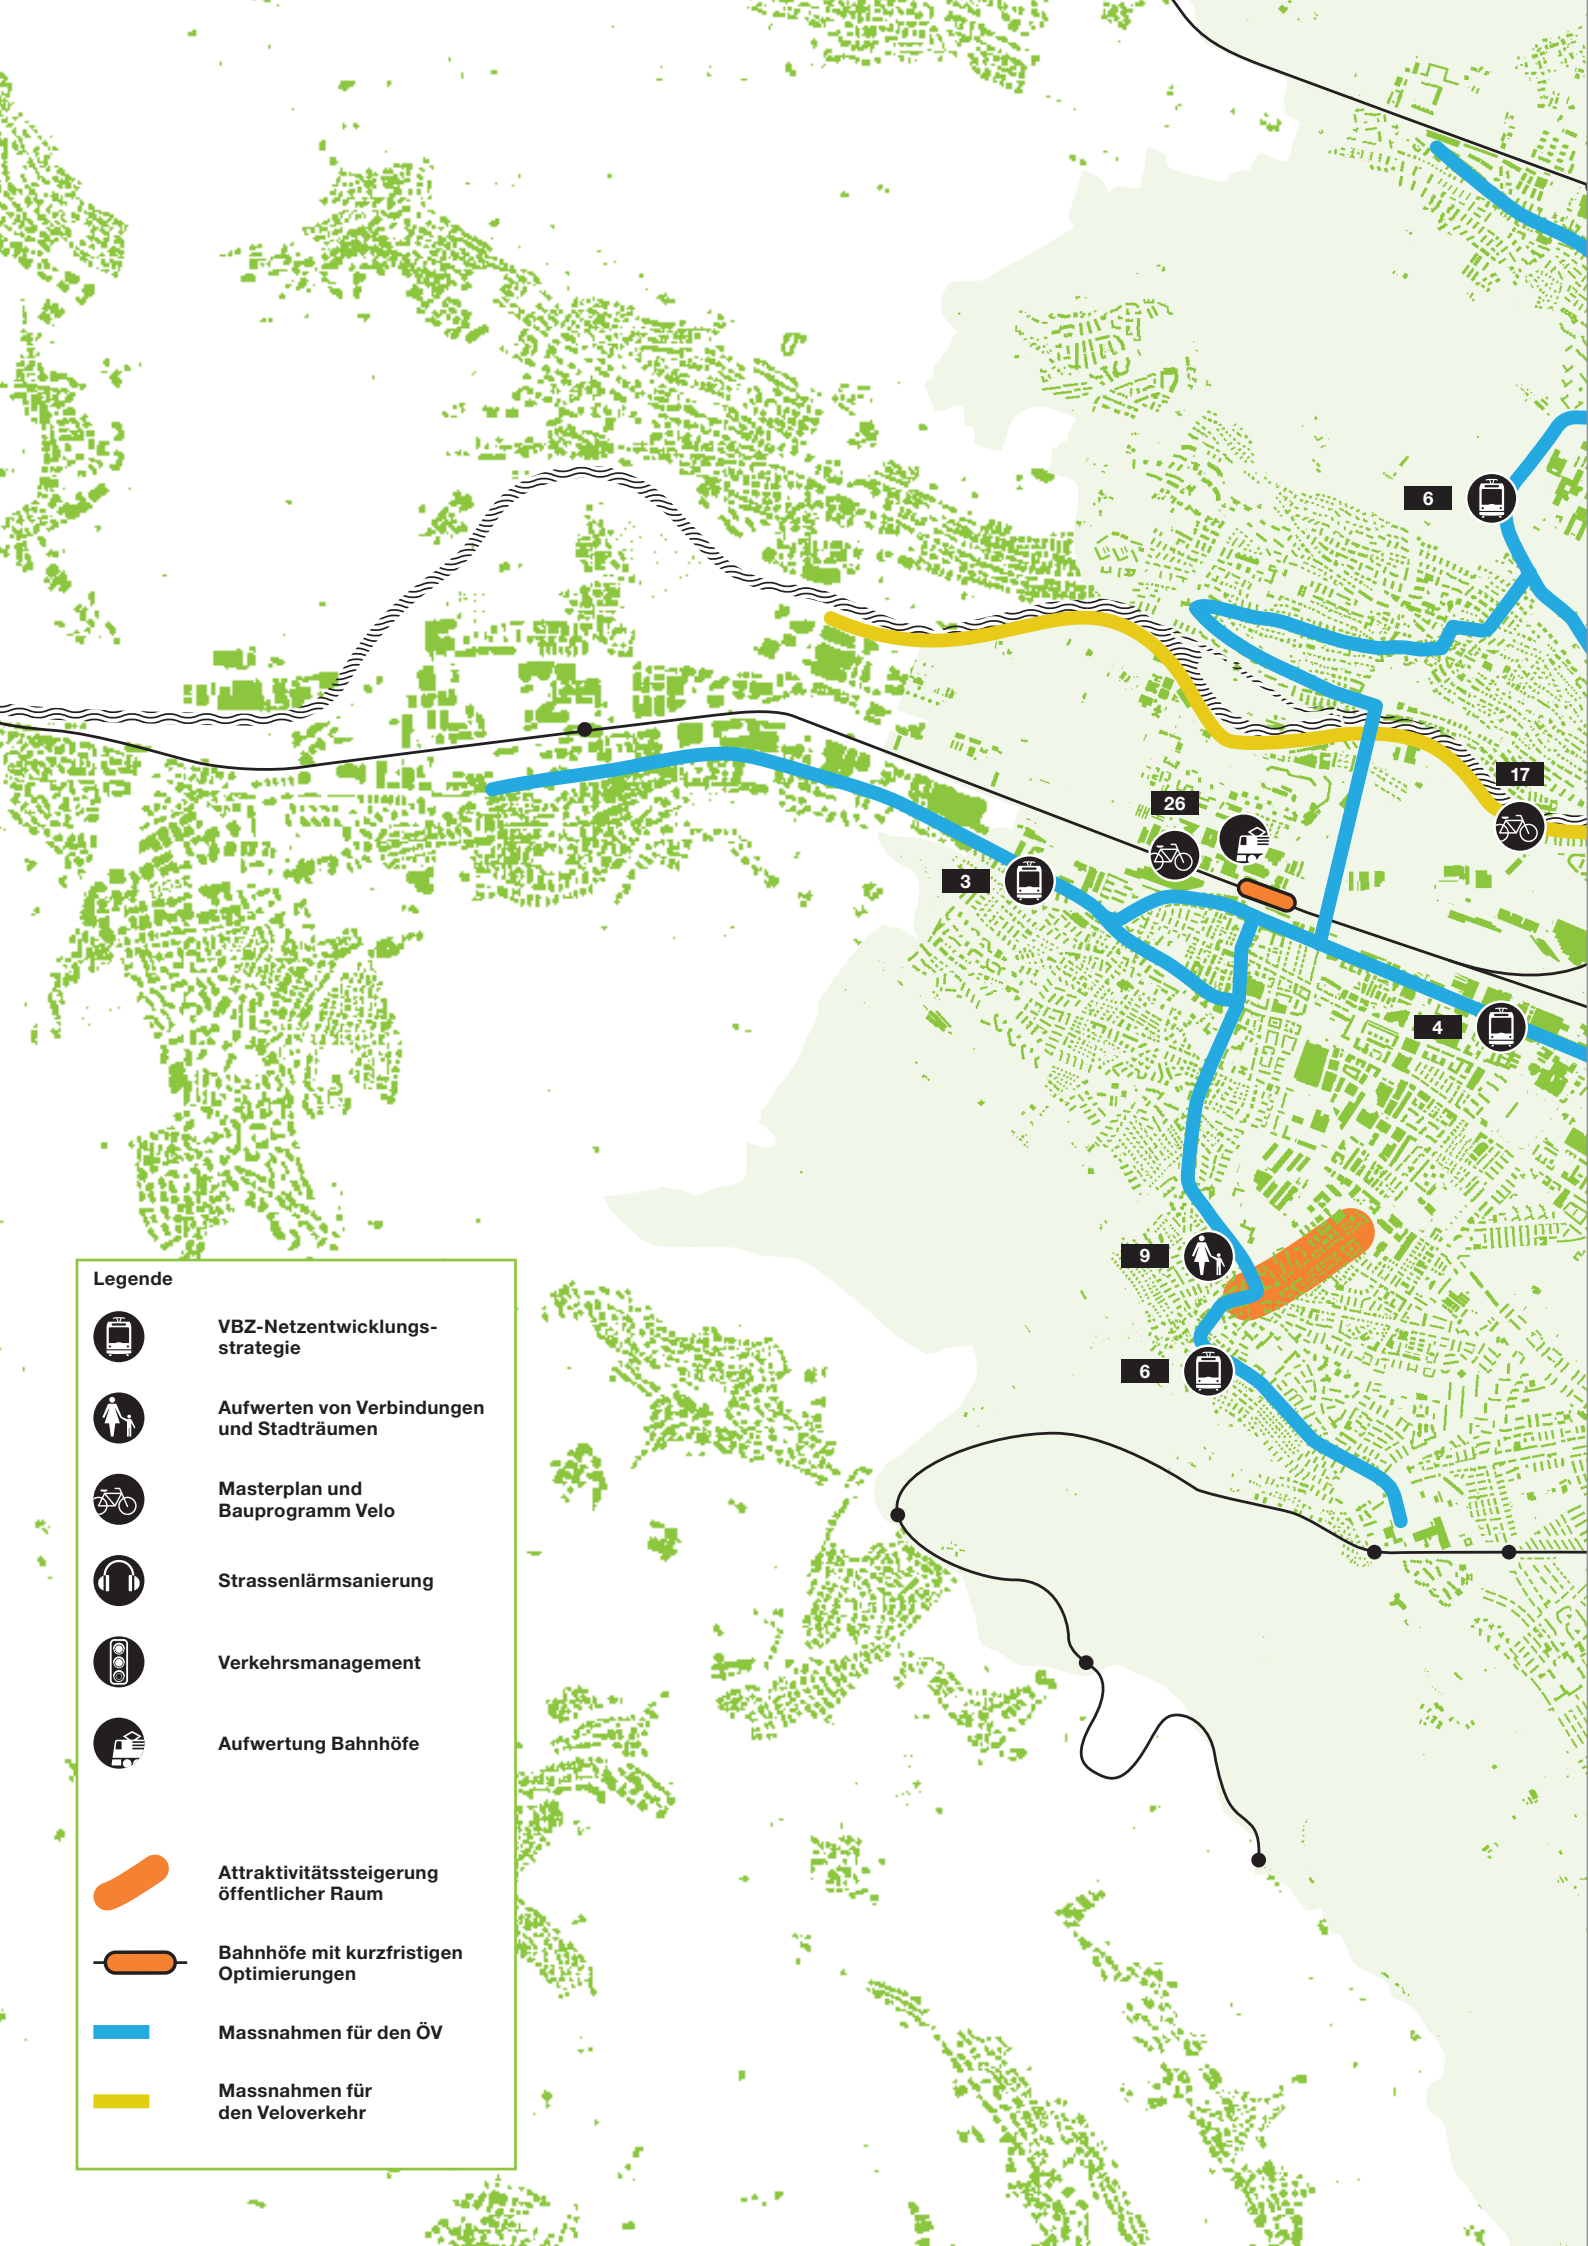 6
17
26
3
4
9
6
Legende
VBZ-Netzentwicklungs-
strategie
Aufwerten von Verbindungen
und Stadträumen
Masterplan und
Bauprogramm Velo
Strassenlärmsanierung
Verkehrsmanagement
Aufwertung Bahnhöfe
Attraktivitätssteigerung
öffentlicher Raum
Bahnhöfe mit kurzfristigen
Optimierungen
Massnahmen für den ÖV
Massnahmen für
den Veloverkehr